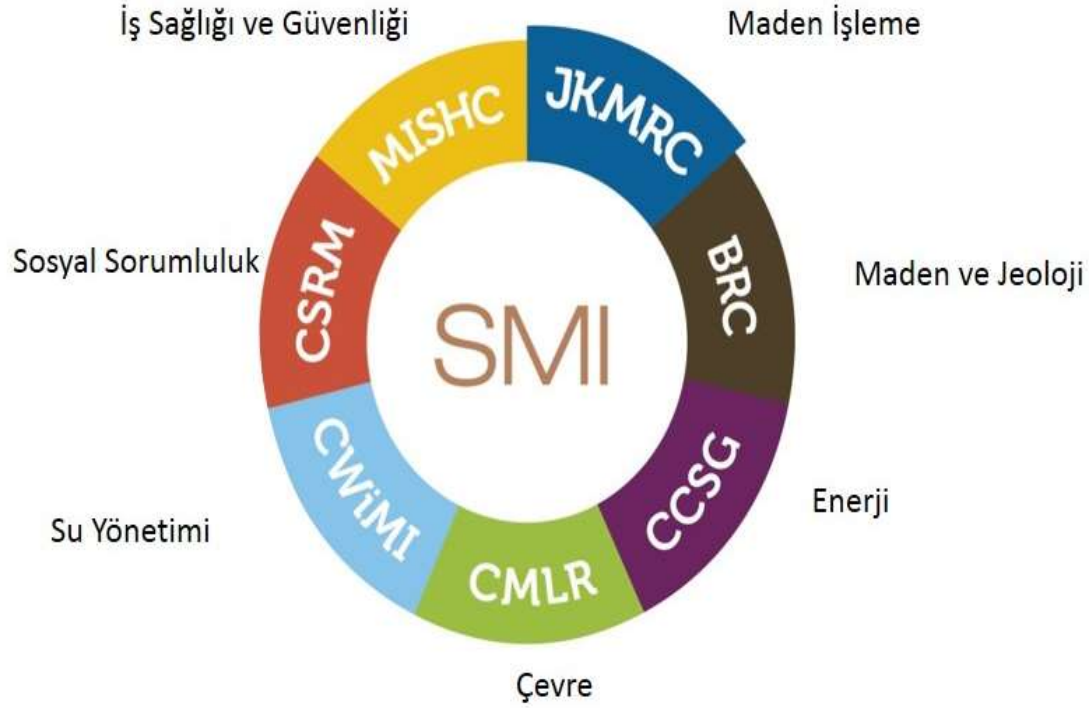 İş Sağlığı ve Güvenliği
Maden İşleme
MISHC
JKMRC
Sosyal Sorumluluk
CSRM
BRC
Maden ve Jeoloji
SMI
Su Yönetimi
CWiMI
CCSG
Enerji
CMLR
Çevre